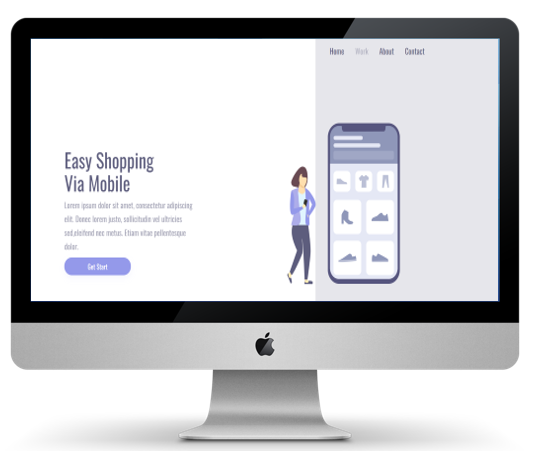 Home Work About Contact
Easy Shopping
Via Mobile
Lorem ipsum dolor sit amet, consectetur adipiscing
elit. Donec lorem justo, sollicitudin vel ultricies
sed,eleifend nec metus. Etiam vitae pellentesque
dolor.
Get Start